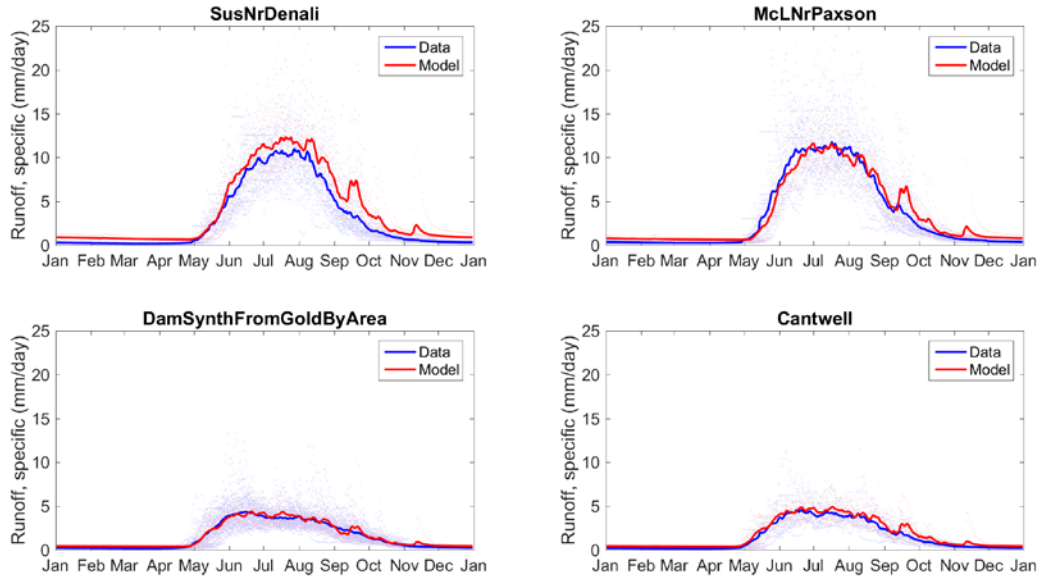 SusNrDenali
Runoff, specific (mm/day)
25
20
15
10
5
0
Data
Model
Jan Feb Mar Apr May Jun Jul Aug Sep Oct Nov Dec Jan
McLNrPaxson
25
20
15
10
5
0
Data
Model
Jan Feb Mar Apr May Jun Jul Aug Sep Oct Nov Dec Jan
DamSynthFromGoldByArea
Runoff, specific (mm/day)
25
20
15
10
5
0
Data
Model
Jan Feb Mar Apr May Jun Jul Aug Sep Oct Nov Dec Jan
Cantwell
Runoff, specific (mm/day)
25
20
15
10
5
0
Data
Model
Jan Feb Mar Apr May Jun Jul Aug Sep Oct Nov Dec Jan